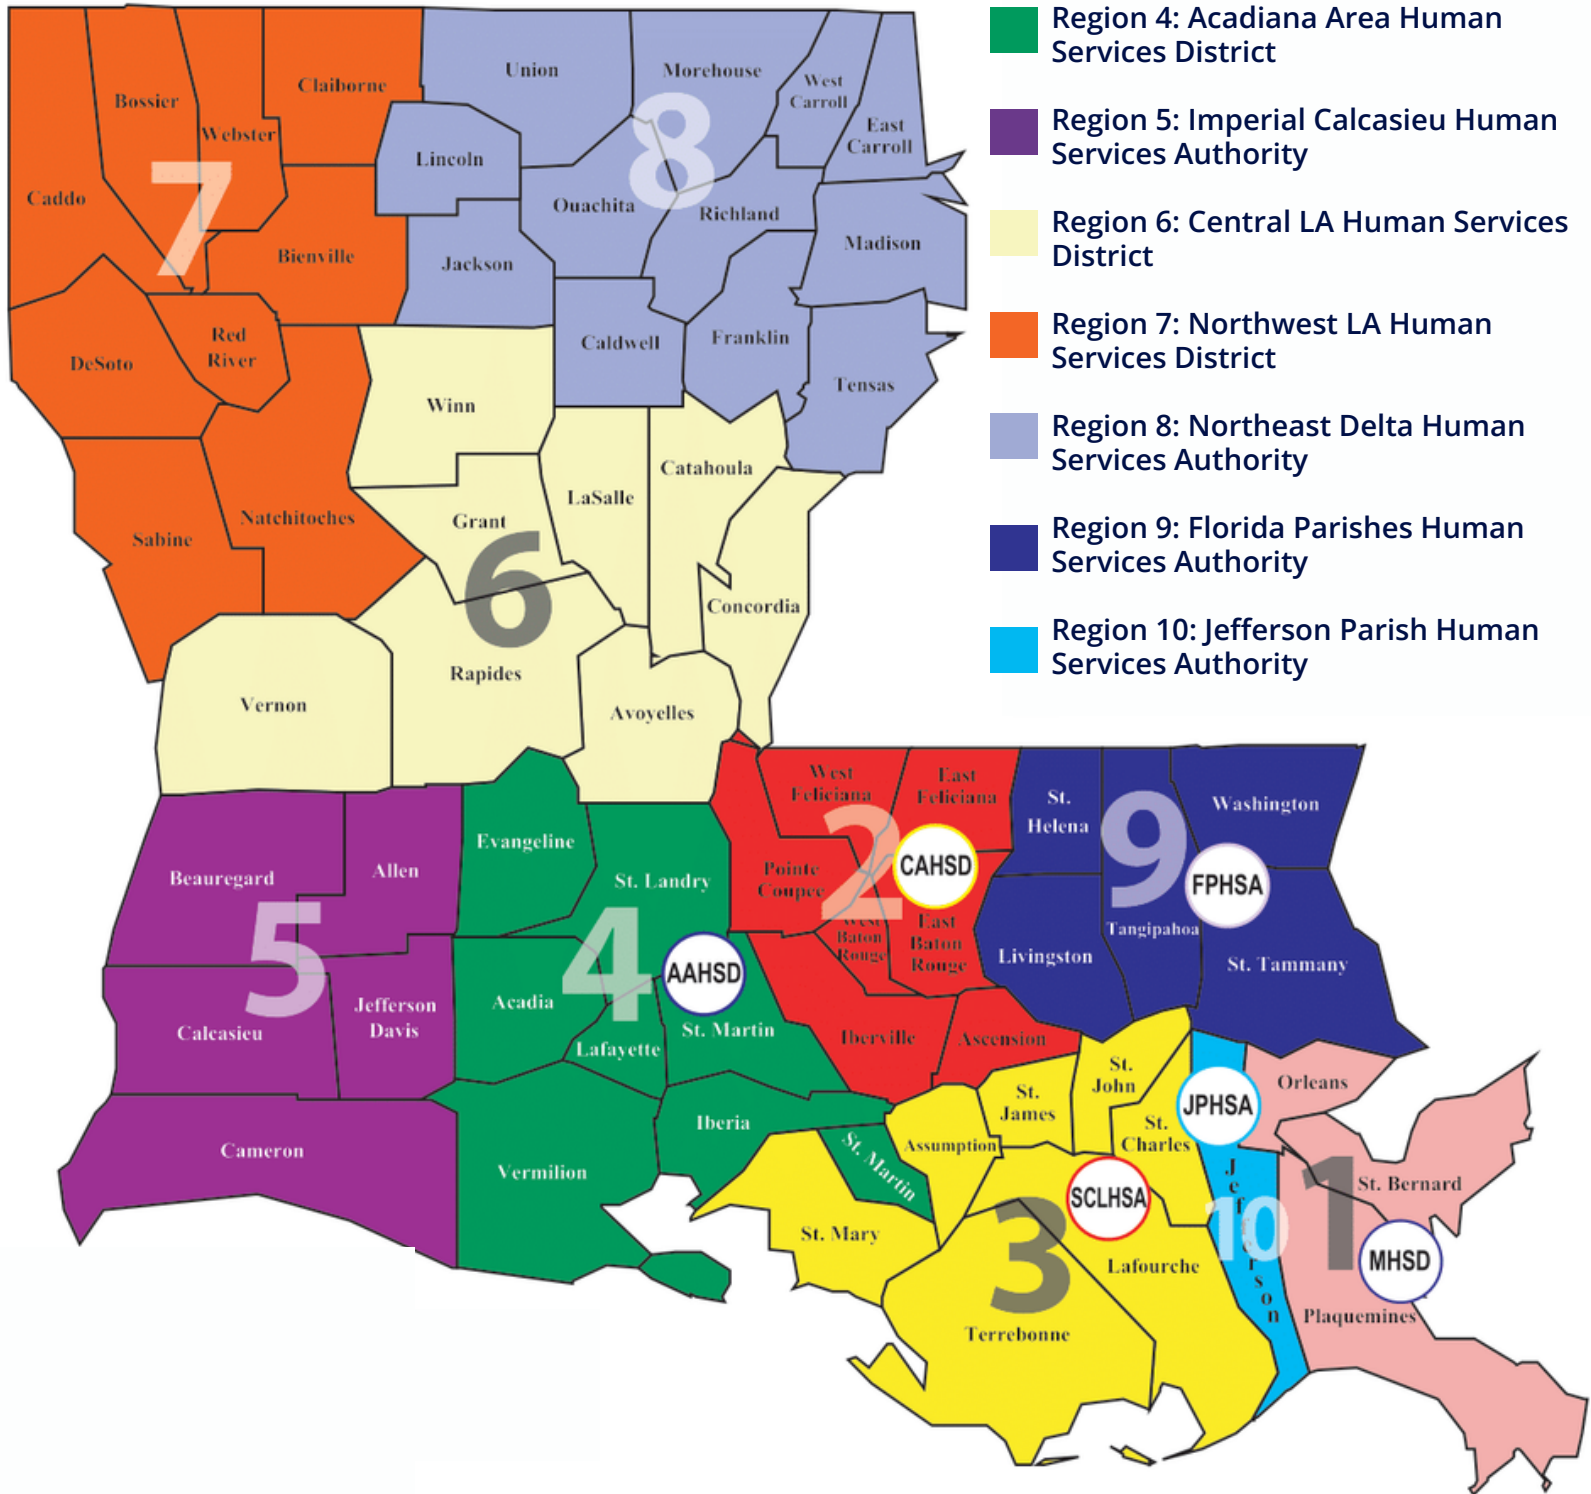 Region 4: Acadiana Area Human
Services District
Region 5: Imperial Calcasieu Human
Services Authority
Region 6: Central LA Human Services
District
Region 7: Northwest LA Human
Services District
Region 8: Northeast Delta Human
Services Authority
Region 9: Florida Parishes Human
Services Authority
Region 10: Jefferson Parish Human
Services Authority
Caddo
Bossier
Webster
Claiborne
7
Bienville
DeSoto
Red
River
Sabine
Natchitoches
Union
Morehouse
West
Carroll
East
Carroll
Lincoln
8
Ouachita
Richland
Madison
Jackson
Caldwell
Franklin
Tensas
Winn
Grant
LaSalle
Catahoula
6
Concordia
Rapides
Vernon
Avoyelles
Beauregard
Allen
5
Calcasieu
Jefferson
Davis
Cameron
Evangeline
St. Landry
4
AAHSD
Acadia
Lafayette
St. Martin
Iberia
Vermilion
St. Martin
West
Feliciana
East
Feliciana
2
CAHSD
Pointe
Coupee
West
Baton
Rouge
East
Baton
Rouge
Iberville
Ascension
St.
Helena
9
Washington
FPHSA
Tangipahoa
Livingston
St. Tammany
St.
James
St.
John
St.
Charles
Assumption
SCLHSA
St. Mary
3
Lafourche
Terrebonne
JPHSA
Jefferson
10
Orleans
1
St. Bernard
MHSD
Plaquemines